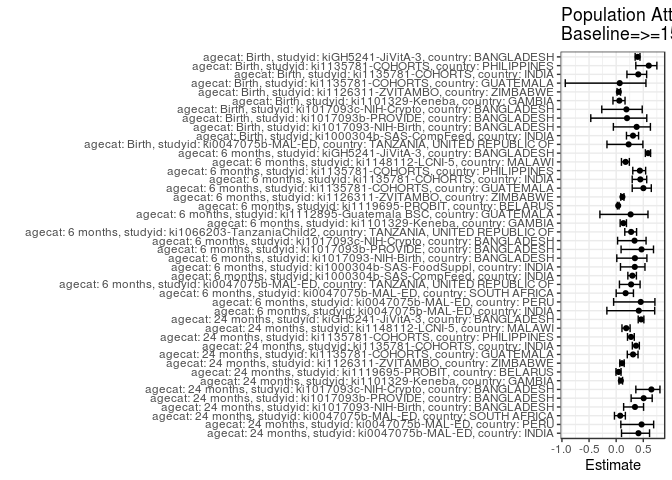 Population Att
Baseline=>=15
agecat: Birth, studyid: kiGH5241-JiVitA-3, country: BANGLADESH
agecat: Birth, studyid: ki1135781-COHORTS, country: PHILIPPINES
agecat: Birth, studyid: ki1135781-COHORTS, country: INDIA
agecat: Birth, studyid: ki1135781-COHORTS, country: GUATEMALA
agecat: Birth, studyid: ki1126311-ZVITAMBO, country: ZIMBABWE
agecat: Birth, studyid: ki1101329-Keneba, country: GAMBIA
agecat: Birth, studyid: ki1017093c-NIH-Crypto, country: BANGLADESH
agecat: Birth, studyid: ki1017093b-PROVIDE, country: BANGLADESH
agecat: Birth, studyid: ki1017093-NIH-Birth, country: BANGLADESH
agecat: Birth, studyid: ki1000304b-SAS-CompFeed, country: INDIA
agecat: Birth, studyid: ki0047075b-MAL-ED, country: TANZANIA, UNITED REPUBLIC OF
agecat: 6 months, studyid: kiGH5241-JiVitA-3, country: BANGLADESH
agecat: 6 months, studyid: ki1148112-LCNI-5, country: MALAWI
agecat: 6 months, studyid: ki1135781-COHORTS, country: PHILIPPINES
agecat: 6 months, studyid: ki1135781-COHORTS, country: INDIA
agecat: 6 months, studyid: ki1135781-COHORTS, country: GUATEMALA
agecat: 6 months, studyid: ki1126311-ZVITAMBO, country: ZIMBABWE
agecat: 6 months, studyid: ki1119695-PROBIT, country: BELARUS
agecat: 6 months, studyid: ki1112895-Guatemala BSC, country: GUATEMALA
agecat: 6 months, studyid: ki1101329-Keneba, country: GAMBIA
agecat: 6 months, studyid: ki1066203-TanzaniaChild2, country: TANZANIA, UNITED REPUBLIC OF
agecat: 6 months, studyid: ki1017093c-NIH-Crypto, country: BANGLADESH
agecat: 6 months, studyid: ki1017093b-PROVIDE, country: BANGLADESH
agecat: 6 months, studyid: ki1017093-NIH-Birth, country: BANGLADESH
agecat: 6 months, studyid: ki1000304b-SAS-FoodSuppl, country: INDIA
agecat: 6 months, studyid: ki1000304b-SAS-CompFeed, country: INDIA
agecat: 6 months, studyid: ki0047075b-MAL-ED, country: TANZANIA, UNITED REPUBLIC OF
agecat: 6 months, studyid: ki0047075b-MAL-ED, country: SOUTH AFRICA
agecat: 6 months, studyid: ki0047075b-MAL-ED, country: PERU
agecat: 6 months, studyid: ki0047075b-MAL-ED, country: INDIA
agecat: 24 months, studyid: kiGH5241-JiVitA-3, country: BANGLADESH
agecat: 24 months, studyid: ki1148112-LCNI-5, country: MALAWI
agecat: 24 months, studyid: ki1135781-COHORTS, country: PHILIPPINES
agecat: 24 months, studyid: ki1135781-COHORTS, country: INDIA
agecat: 24 months, studyid: ki1135781-COHORTS, country: GUATEMALA
agecat: 24 months, studyid: ki1126311-ZVITAMBO, country: ZIMBABWE
agecat: 24 months, studyid: ki1119695-PROBIT, country: BELARUS
agecat: 24 months, studyid: ki1101329-Keneba, country: GAMBIA
agecat: 24 months, studyid: ki1017093c-NIH-Crypto, country: BANGLADESH
agecat: 24 months, studyid: ki1017093b-PROVIDE, country: BANGLADESH
agecat: 24 months, studyid: ki1017093-NIH-Birth, country: BANGLADESH
agecat: 24 months, studyid: ki0047075b-MAL-ED, country: SOUTH AFRICA
agecat: 24 months, studyid: ki0047075b-MAL-ED, country: PERU
agecat: 24 months, studyid: ki0047075b-MAL-ED, country: INDIA
-1.0 -0.5 0.0 0.5
Estimate